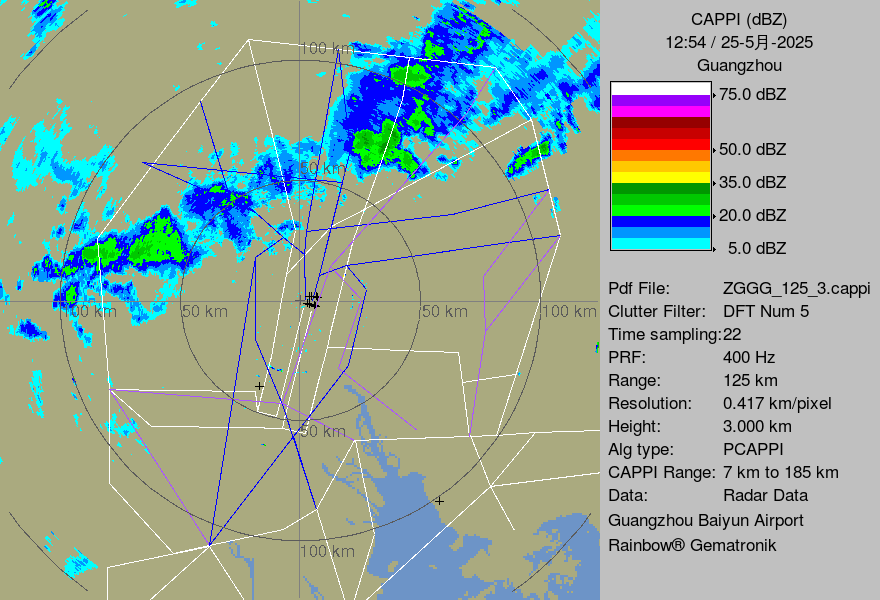 CAPPI (dBZ)
12:54 / 25-5月-2025
Guangzhou
75.0 dBZ
50.0 dBZ
35.0 dBZ
20.0 dBZ
5.0 dBZ
Pdf File: ZGGG_125_3.cappi
Clutter Filter: DFT Num 5
Time sampling:22
PRF: 400 Hz
Range: 125 km
Resolution: 0.417 km/pixel
Height: 3.000 km
Alg type: PCAPPI
CAPPI Range: 7 km to 185 km
Data: Radar Data
Guangzhou Baiyun Airport
Rainbow® Gematronik
100 km
50 km
100 km
50 km
50 km
100 km
50 km
100 km